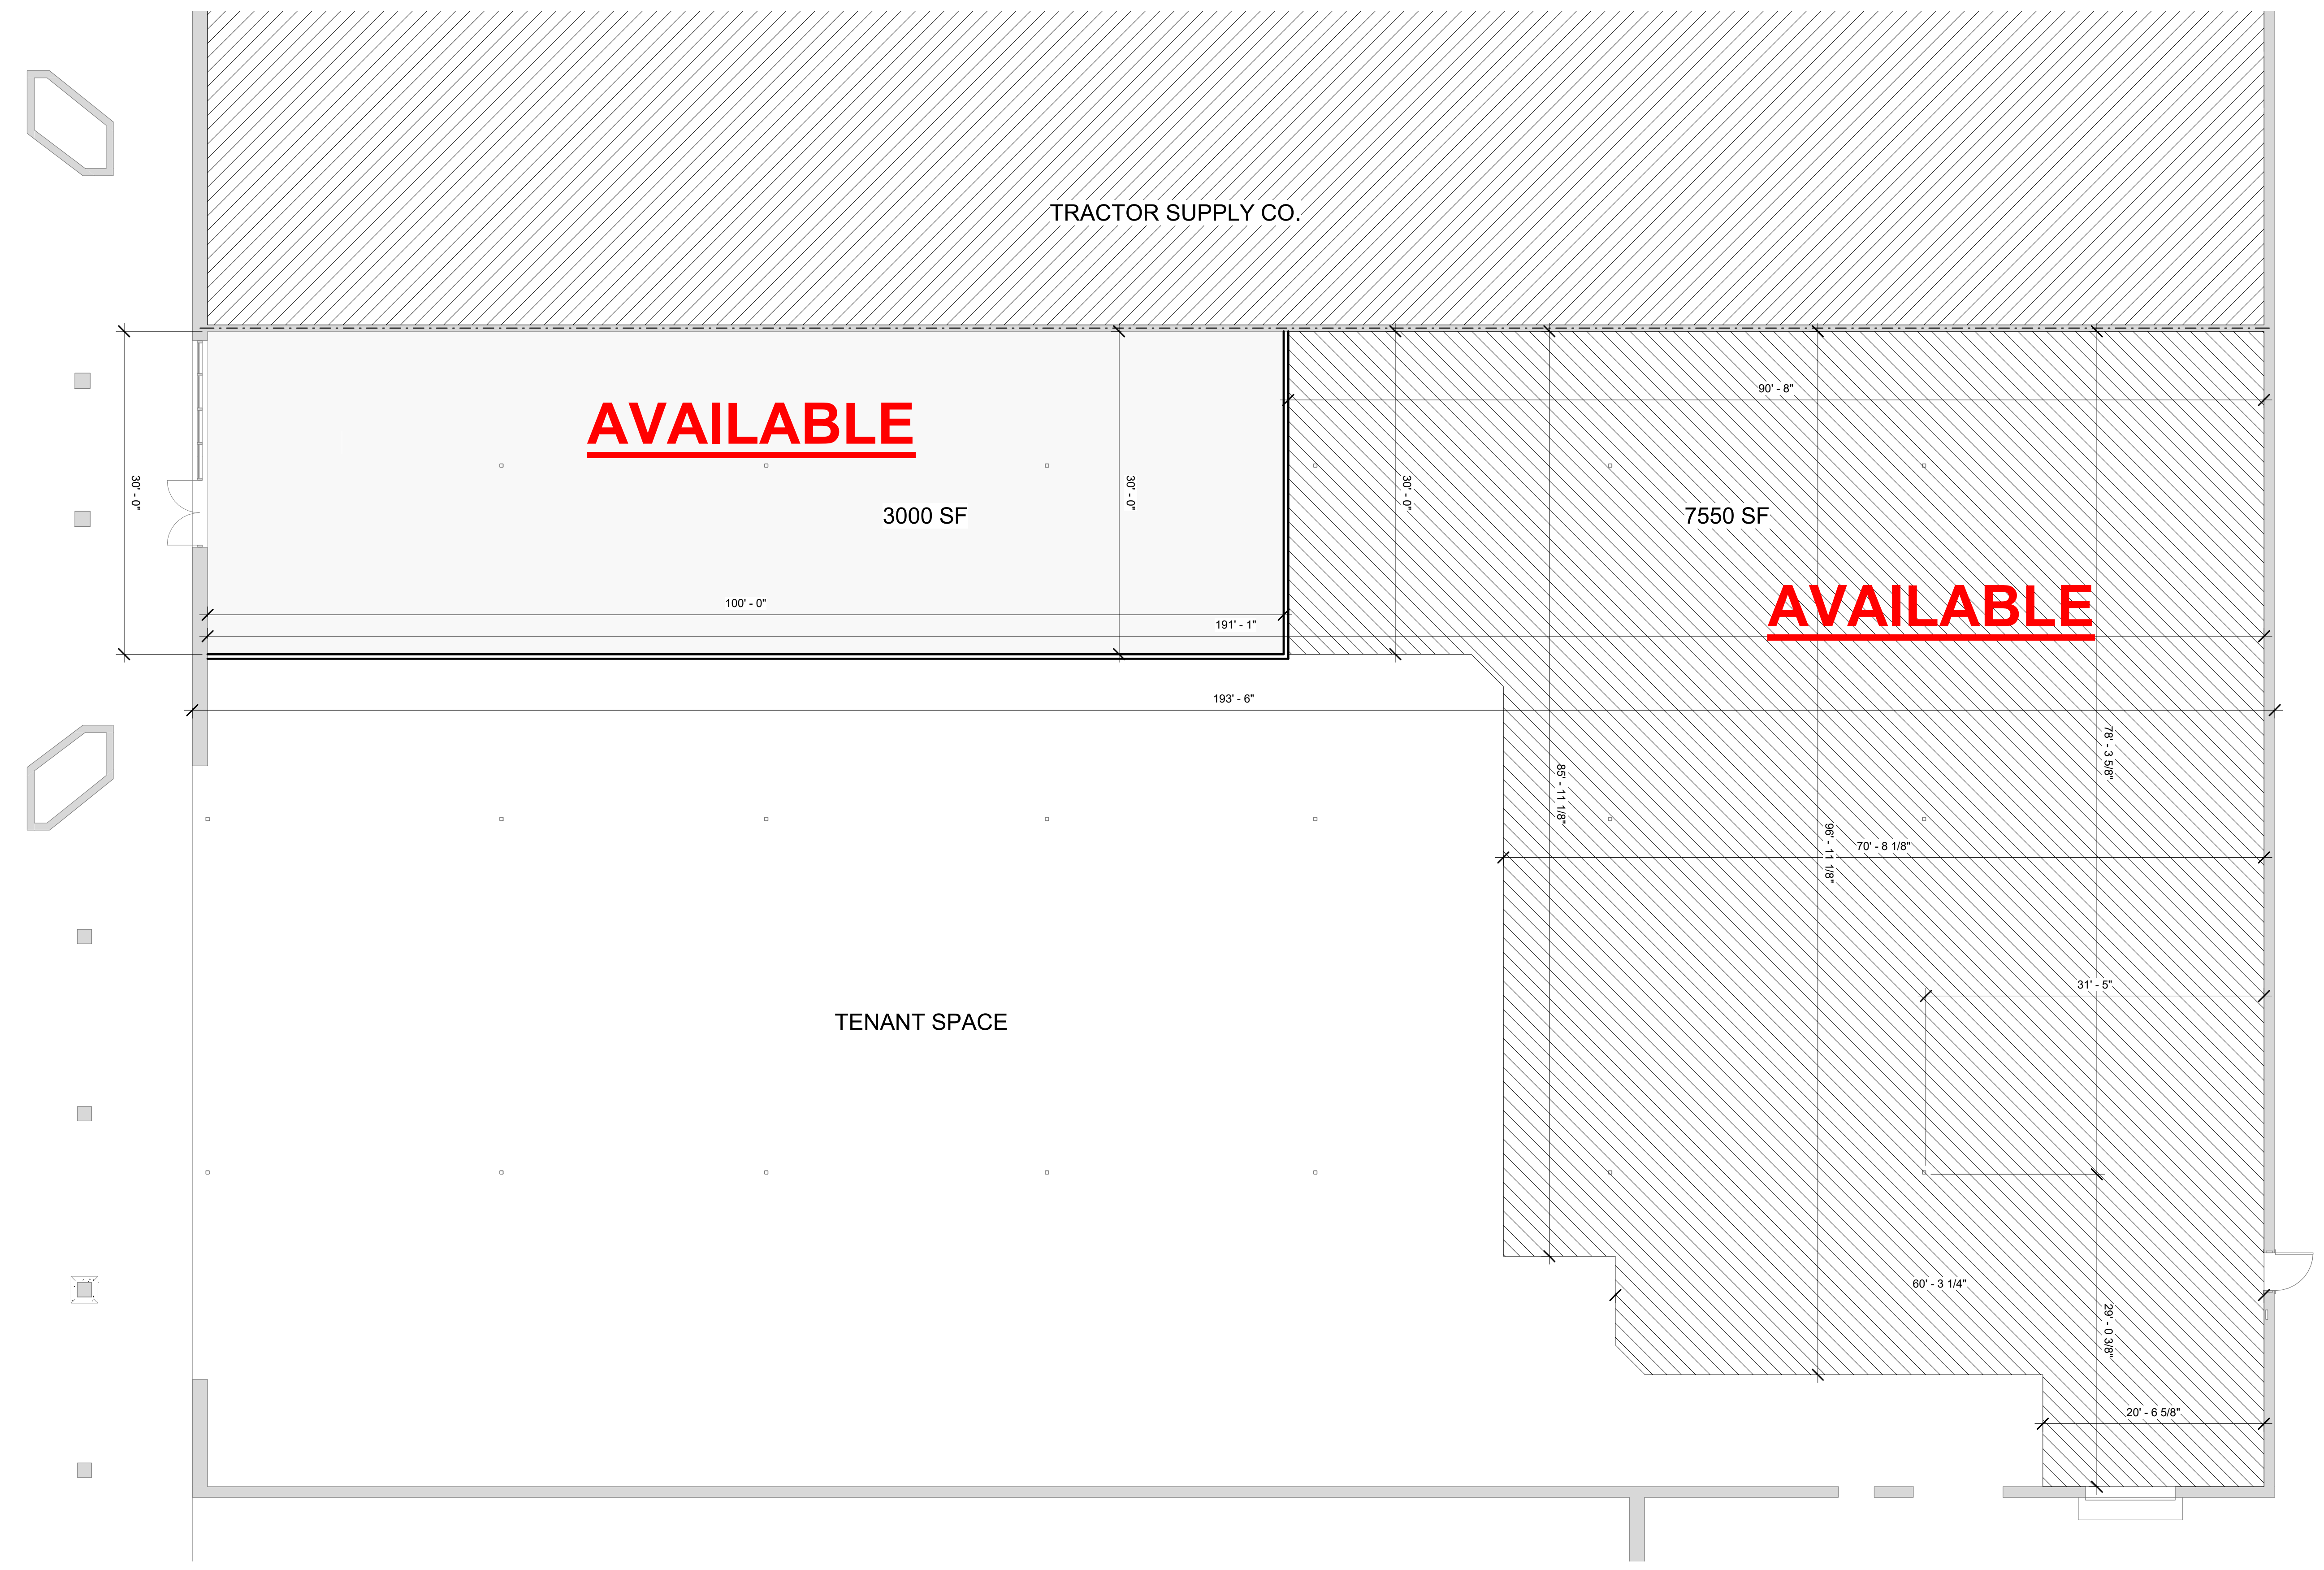 TRACTOR SUPPLY CO.
90' - 8"
AVAILABLE
30' - 0"
30' - 0"
30' - 0"
3000 SF
7550 SF
AVAILABLE
100' - 0"
191' - 1"
193' - 6"
78' - 3 5/8"
85' - 11 1/8"
96' - 11 1/8"
70' - 8 1/8"
31' - 5"
TENANT SPACE
60' - 3 1/4"
29' - 0 3/8"
20' - 6 5/8"